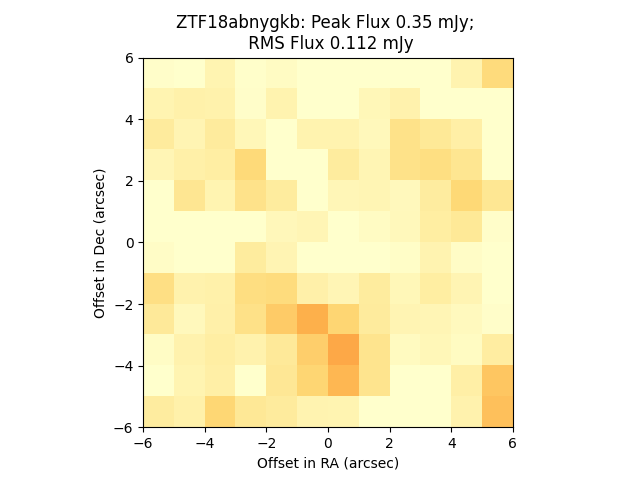 ZTF18abnygkb: Peak Flux 0.35 mJy;
RMS Flux 0.112 mJy
6
4
2
0
−2
−4
−6
Offset in Dec (arcsec)
−6 −4 −2 0 2 4 6
Offset in RA (arcsec)